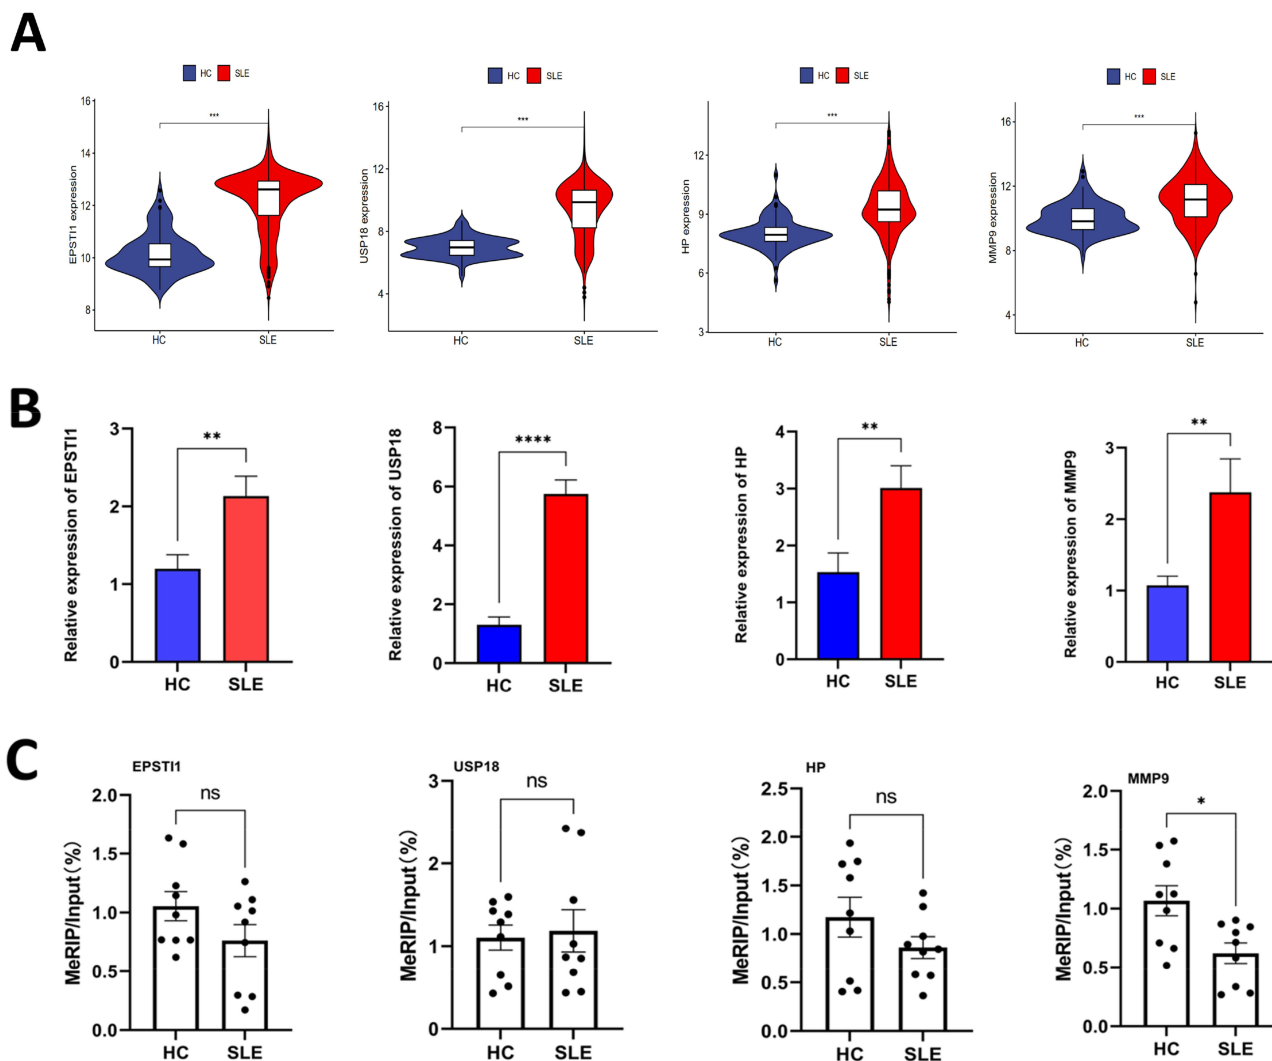 A
HC SLE
HC SLE
HC SLE
HC SLE
EPSTI1 expression
16
14
12
10
8
***
HC SLE
USP18 expression
16
12
8
4
***
HC SLE
HP expression
12
9
6
3
***
HC SLE
MMP9 expression
16
12
8
4
***
HC SLE
B
Relative expression of EPSTI1
3
2
1
0
**
HC SLE
Relative expression of USP18
8
6
4
2
0
****
HC SLE
Relative expression of HP
4
3
2
1
0
**
HC SLE
Relative expression of MMP9
3
2
1
0
**
HC SLE
C
EPSTI1
MeRIP/Input(%)
2.0
1.5
1.0
0.5
0.0
ns
HC SLE
USP18
MeRIP/Input(%)
3
2
1
0
ns
HC SLE
HP
MeRIP/Input(%)
2.5
2.0
1.5
1.0
0.5
0.0
ns
HC SLE
MMP9
MeRIP/Input(%)
2.0
1.5
1.0
0.5
0.0
*
HC SLE